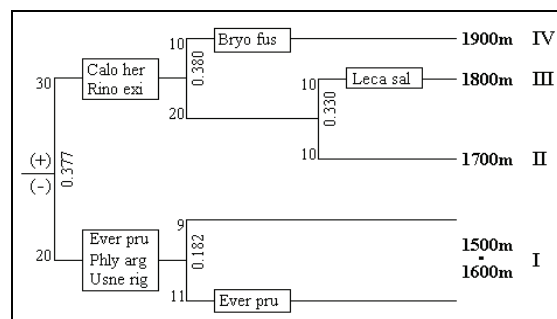 10 Bryo fus 1900m IV
30 Calo her
Rino exi
0.380
10 Leca sal 1800m III
20
0.330
10 1700m II
(+)
(-)
0.377
20 Ever pru
Phly arg
Usne rig
9
0.182
1500m
-
1600m
I
11 Ever pru